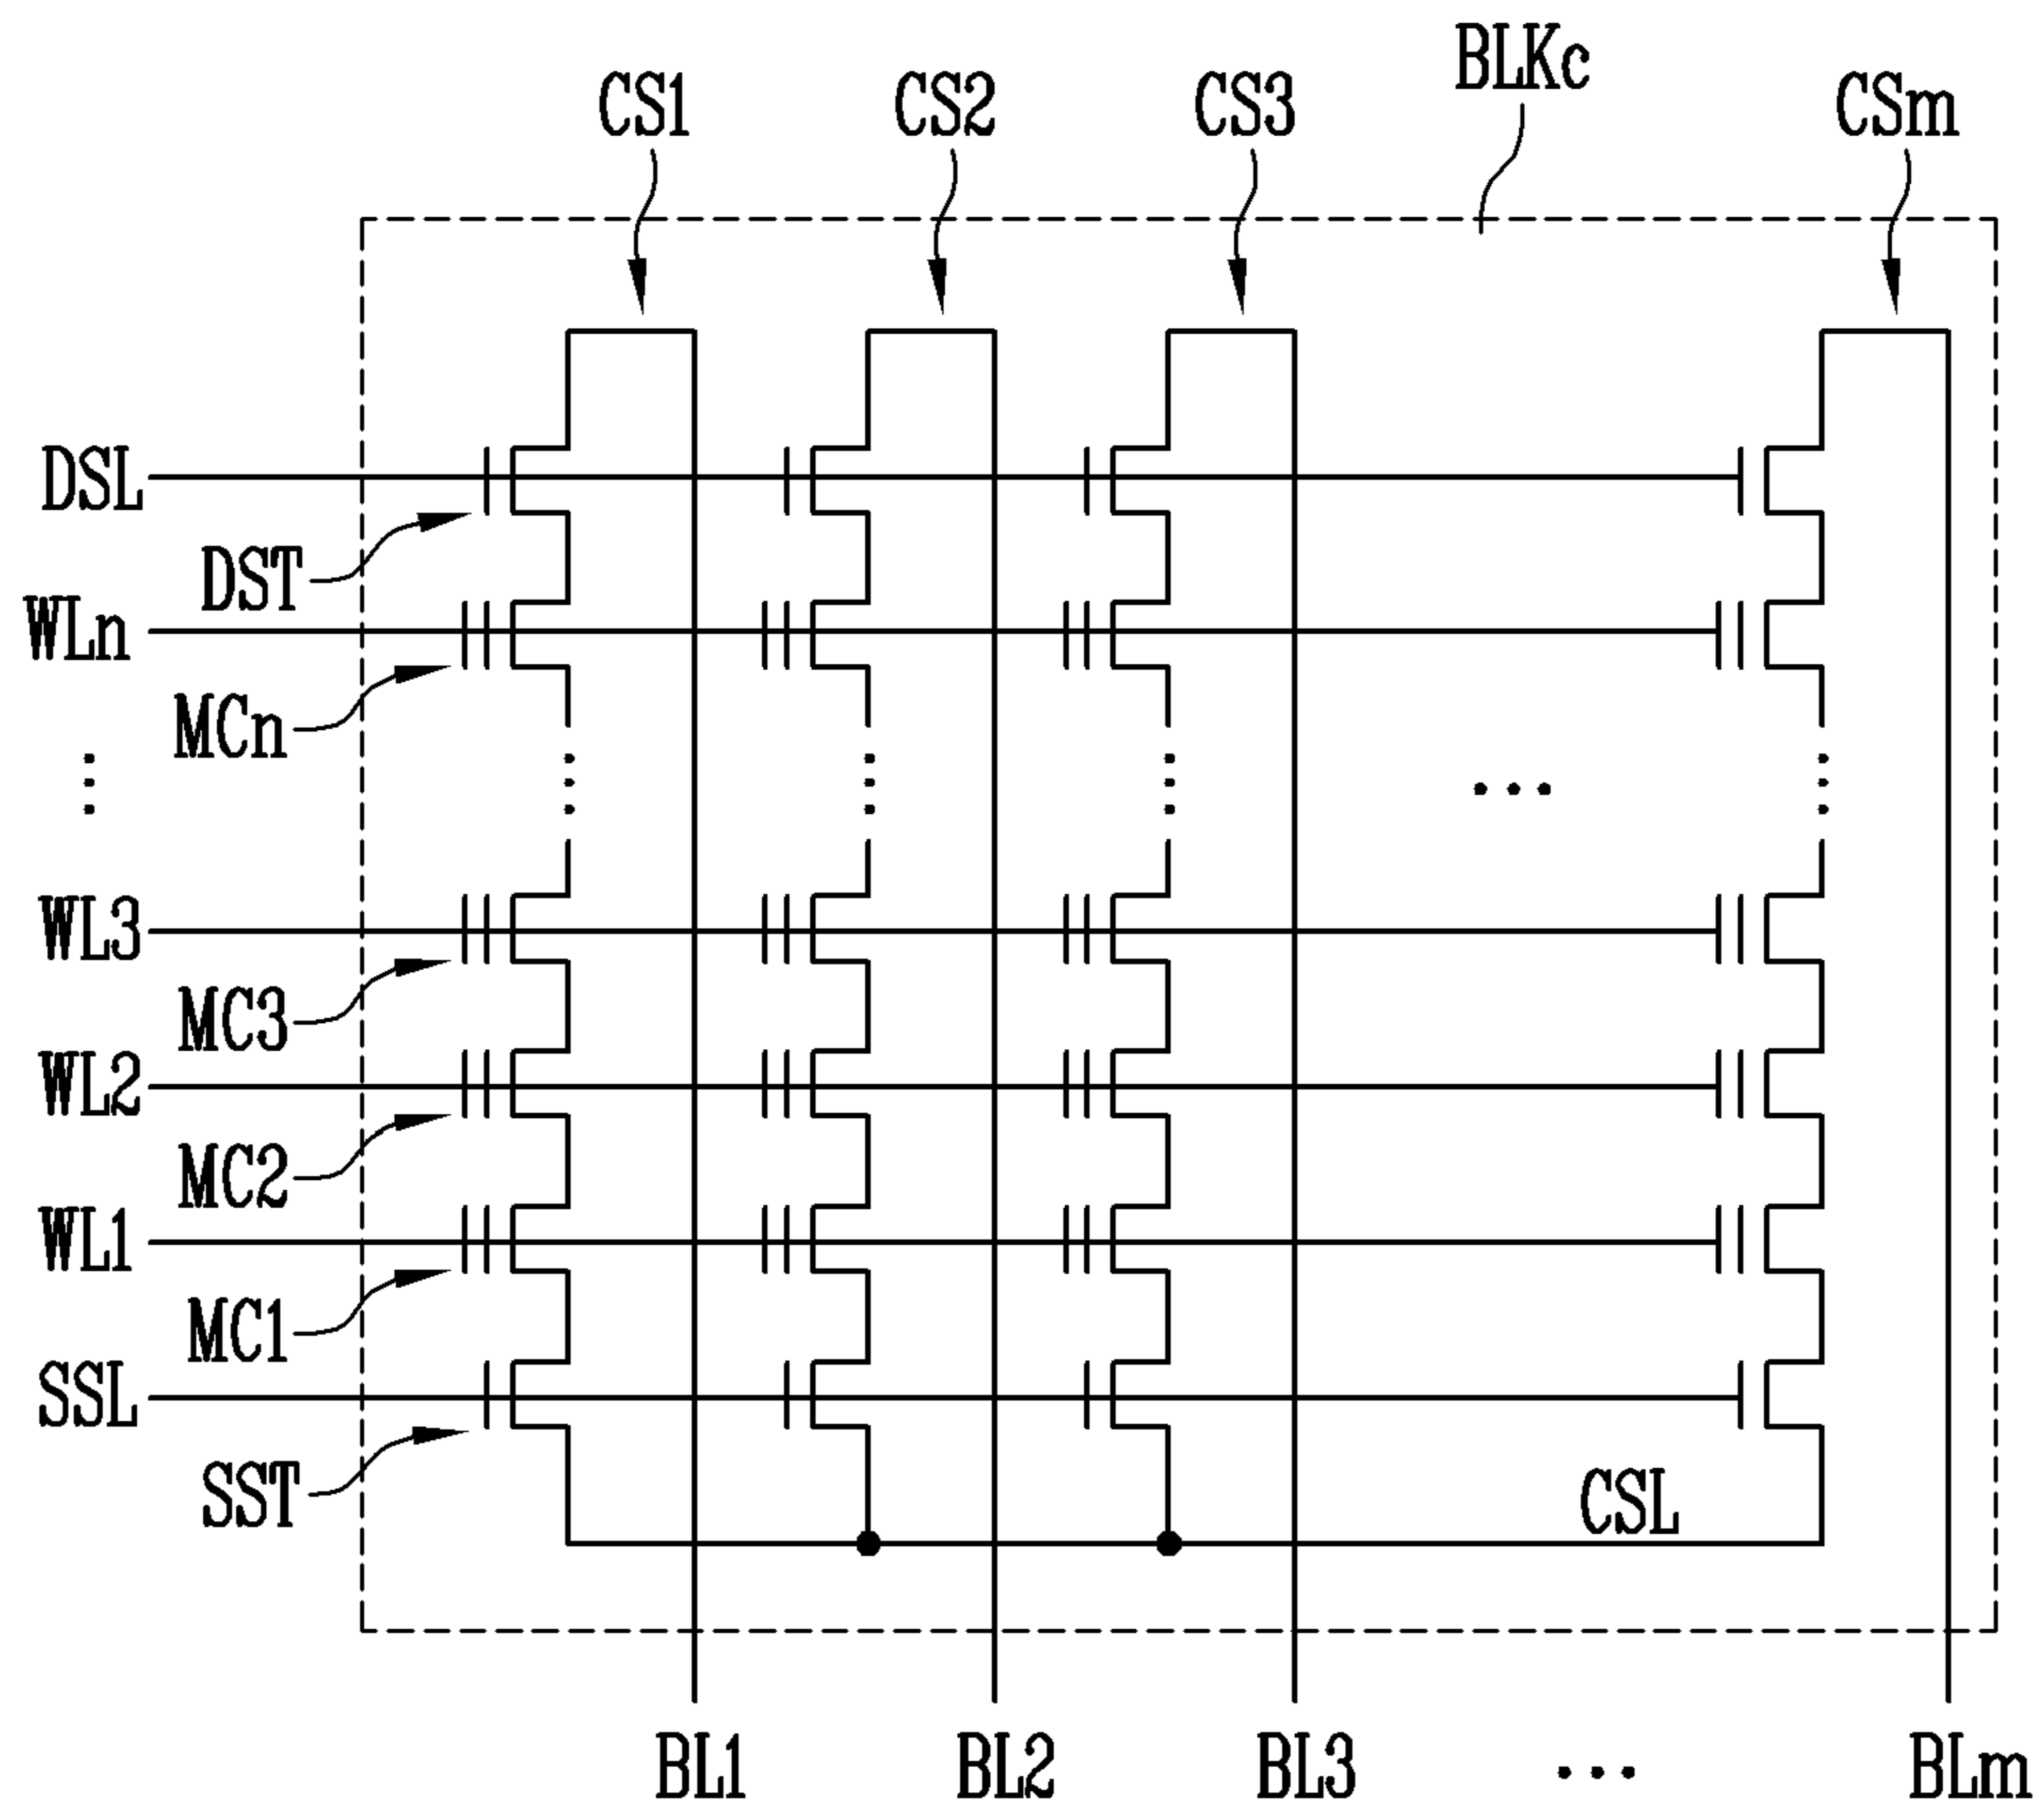 BLKc
CS1 CS2 CS3 CSm
DSL
DST
WLn
MCn
⋮
WL3
MC3
WL2
MC2
WL1
MC1
SSL
SST
CSL
BL1 BL2 BL3 ... BLm